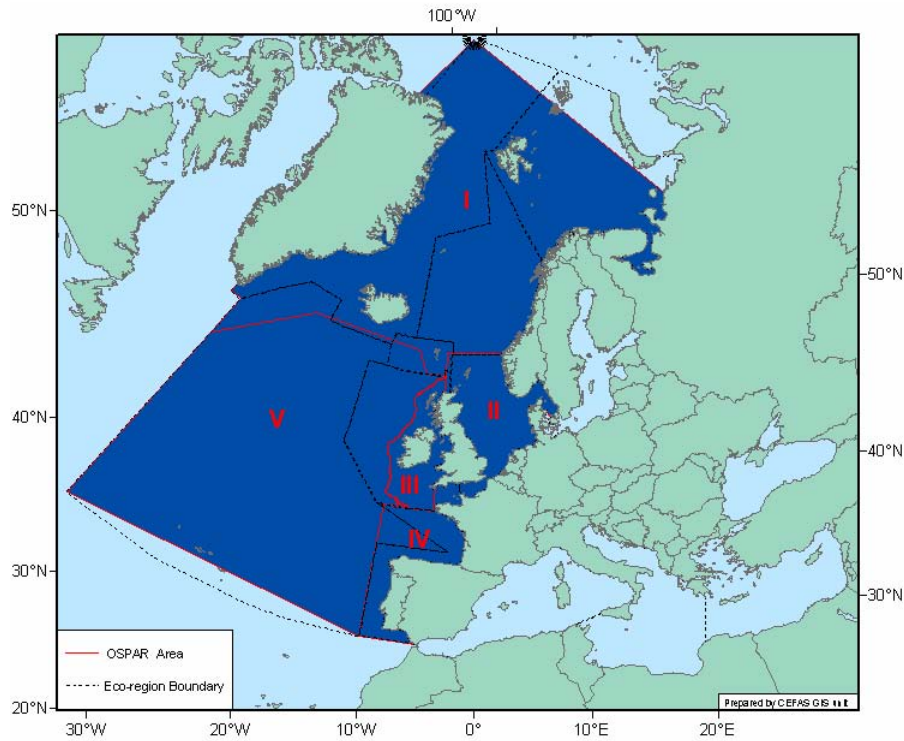 100°W
I
50°N
50°N
II
V
40°N
40°N
III
IV
30°N
30°N
OSPAR Area
Eco-region Boundary
Prepared by CEFAS GIS unit
20°N
30°W
20°W
10°W
0°
10°E
20°E